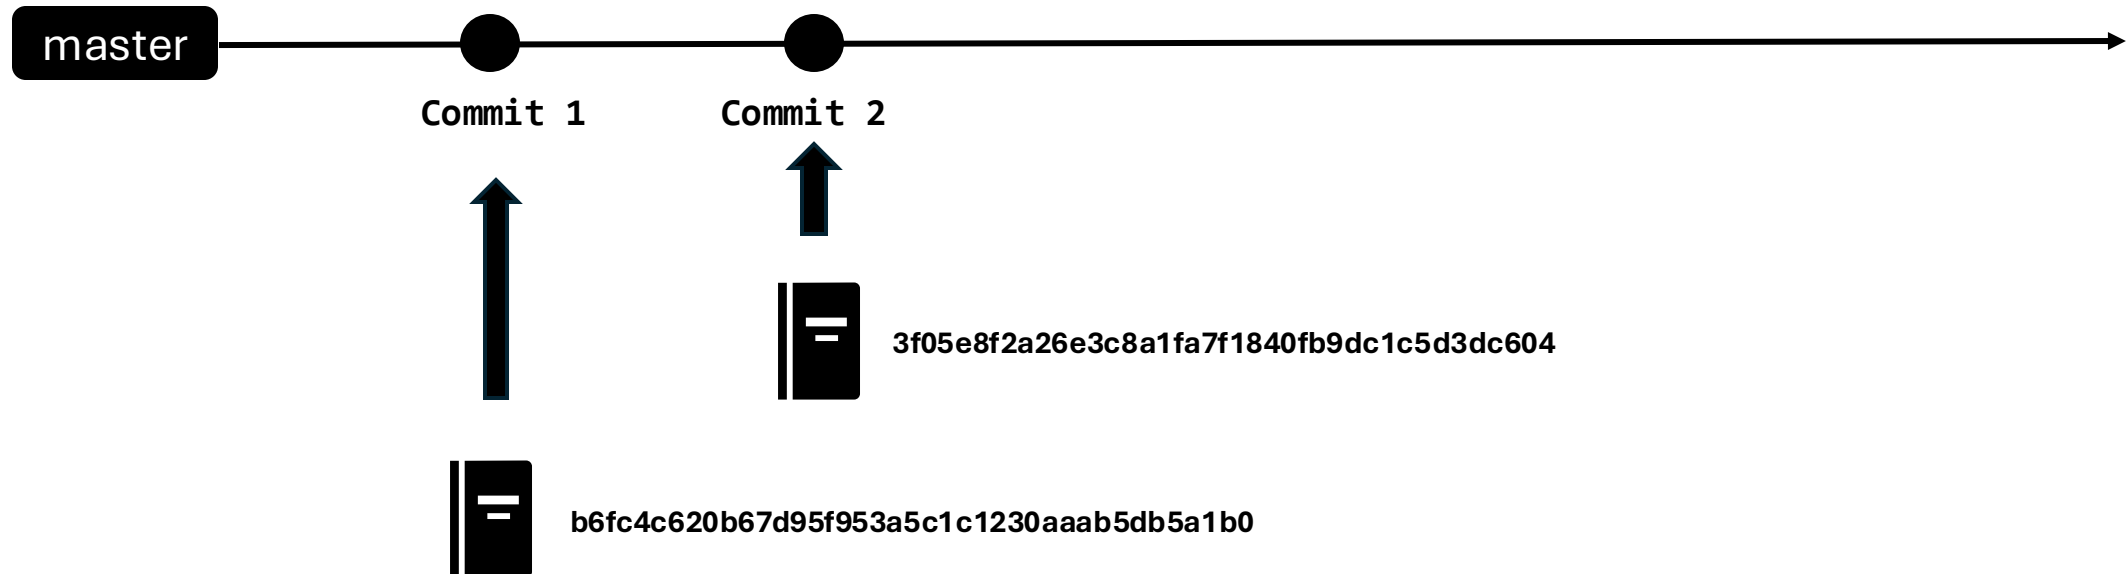 master
Commit 1
Commit 2
3f05e8f2a26e3c8a1fa7f1840fb9dc1c5d3dc604
b6fc4c620b67d95f953a5c1c1230aaab5db5a1b0